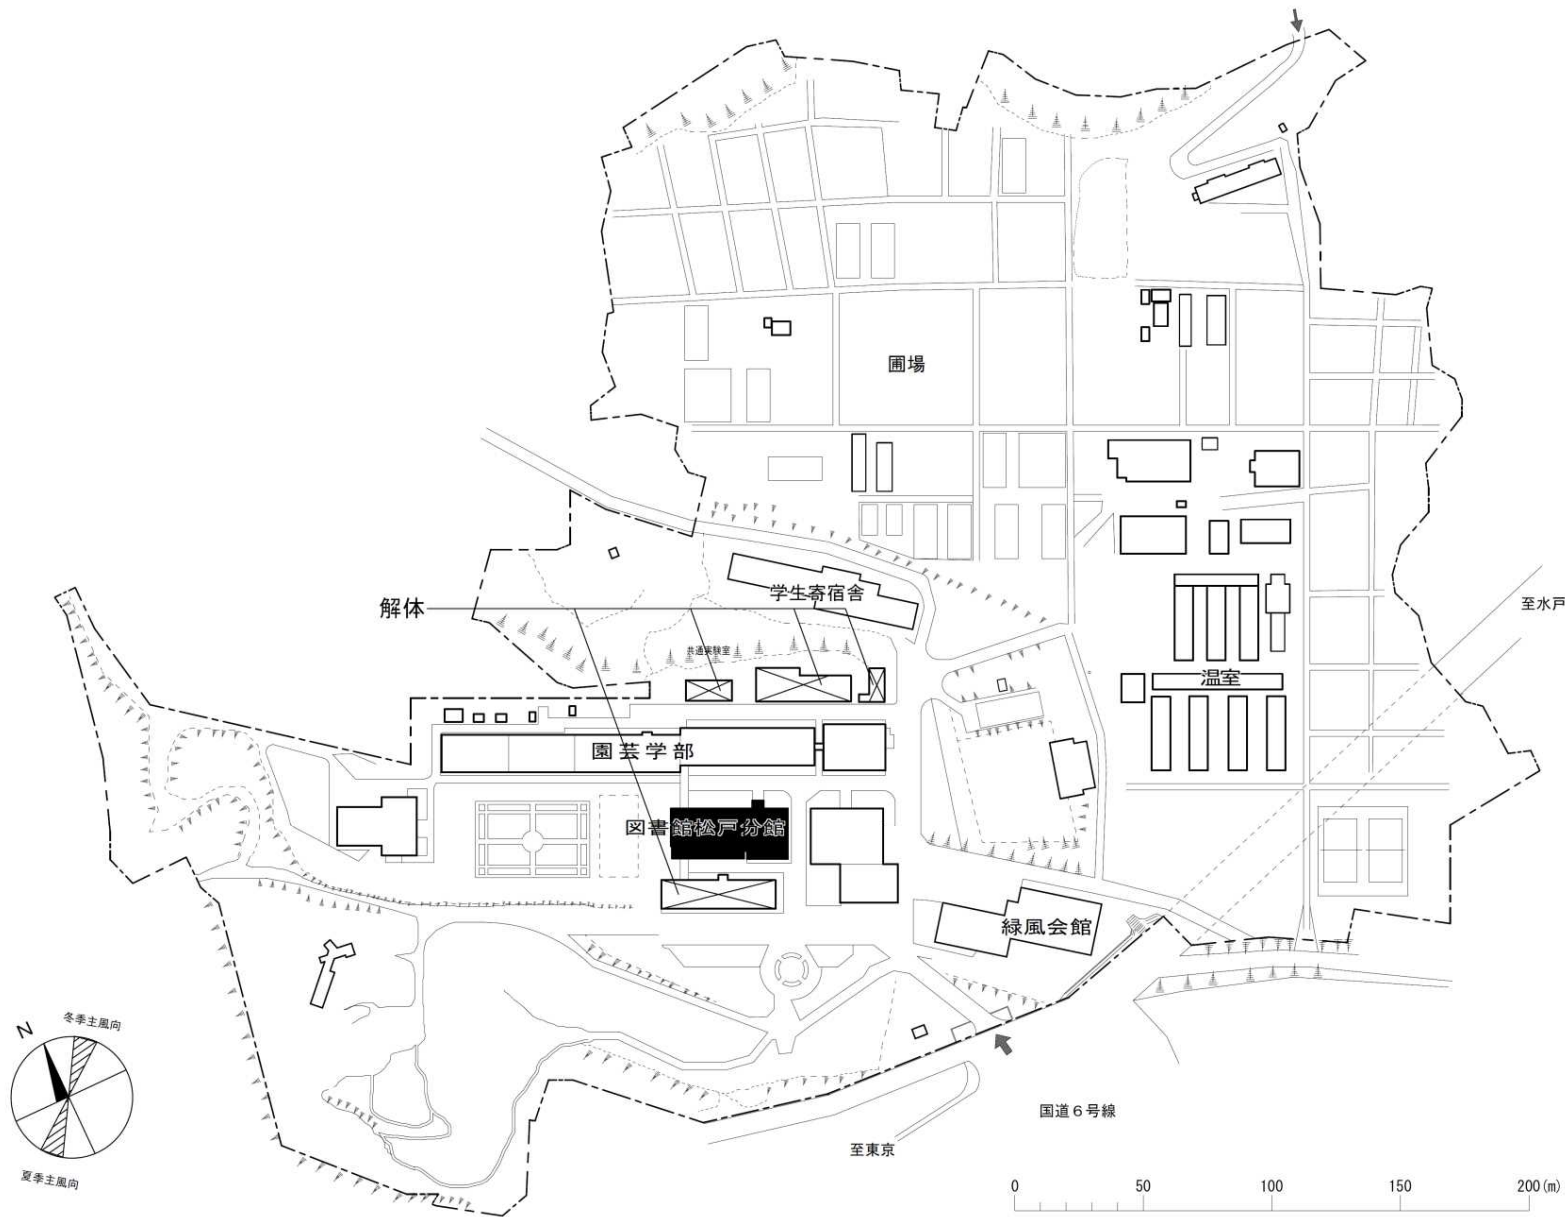 圃場
学生寄宿舎
解体
至水戸
共通実験室
温室
園芸学部
図書館松戸分館
緑風会館
N
冬季主風向
国道6号線
至東京
夏季主風向
0 50 100 150 200(m)